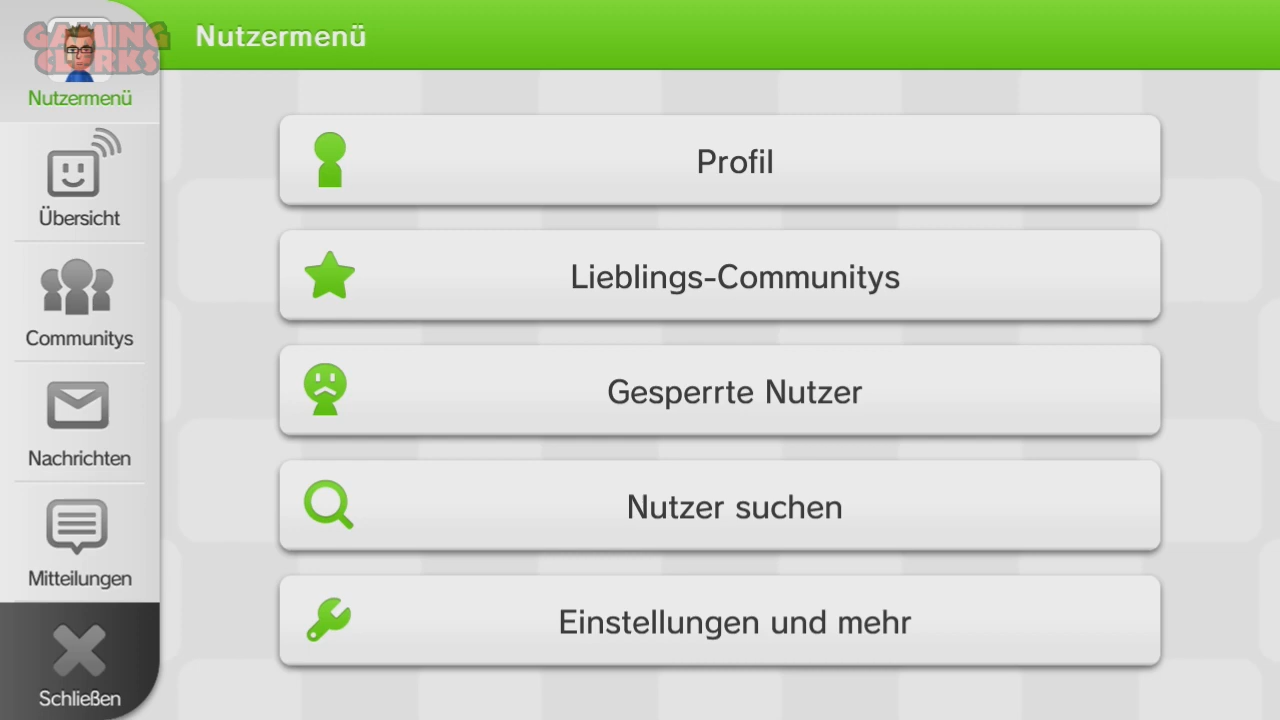 GAMING
CLERKS
Nutzermenü
Nutzermenü
Übersicht
Communitys
Nachrichten
Mitteilungen
Schließen
Profil
Lieblings-Communitys
Gesperrte Nutzer
Nutzer suchen
Einstellungen und mehr